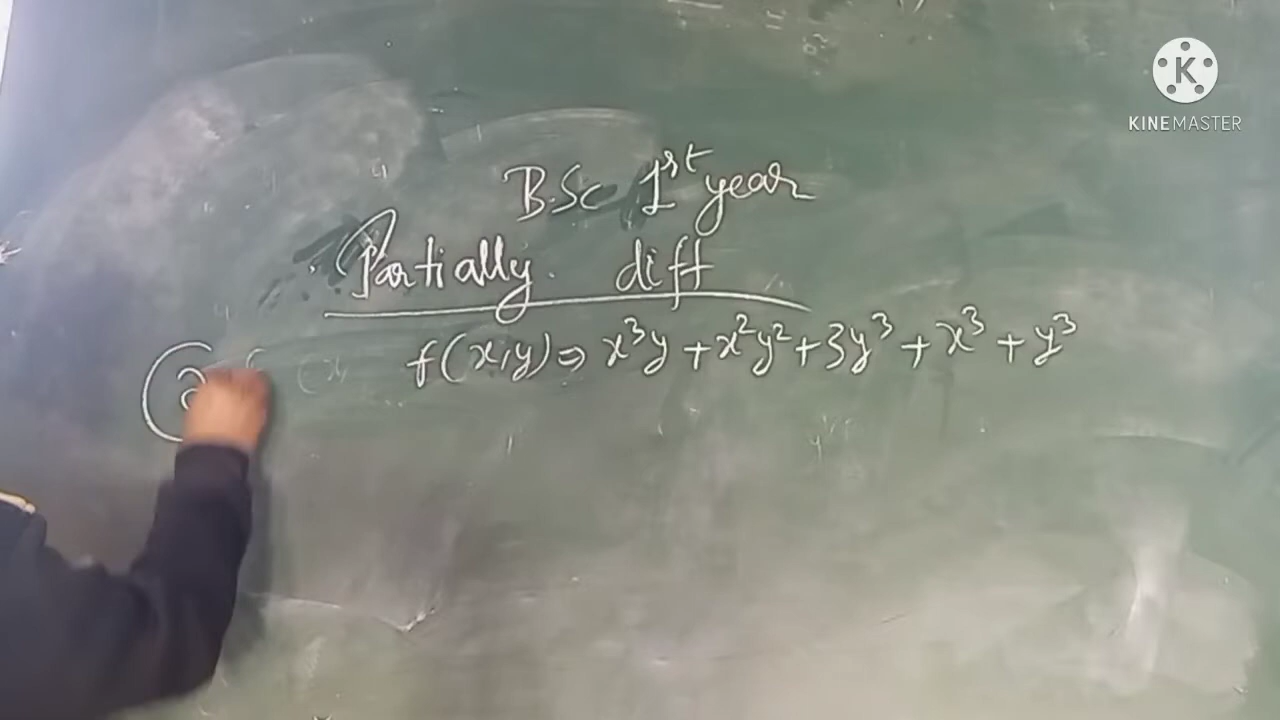 KINEMASTER
B.Sc 1st year
Partially diff
f(x,y) ⇒ x³y + x²y² + 3y³ + x³ + y³